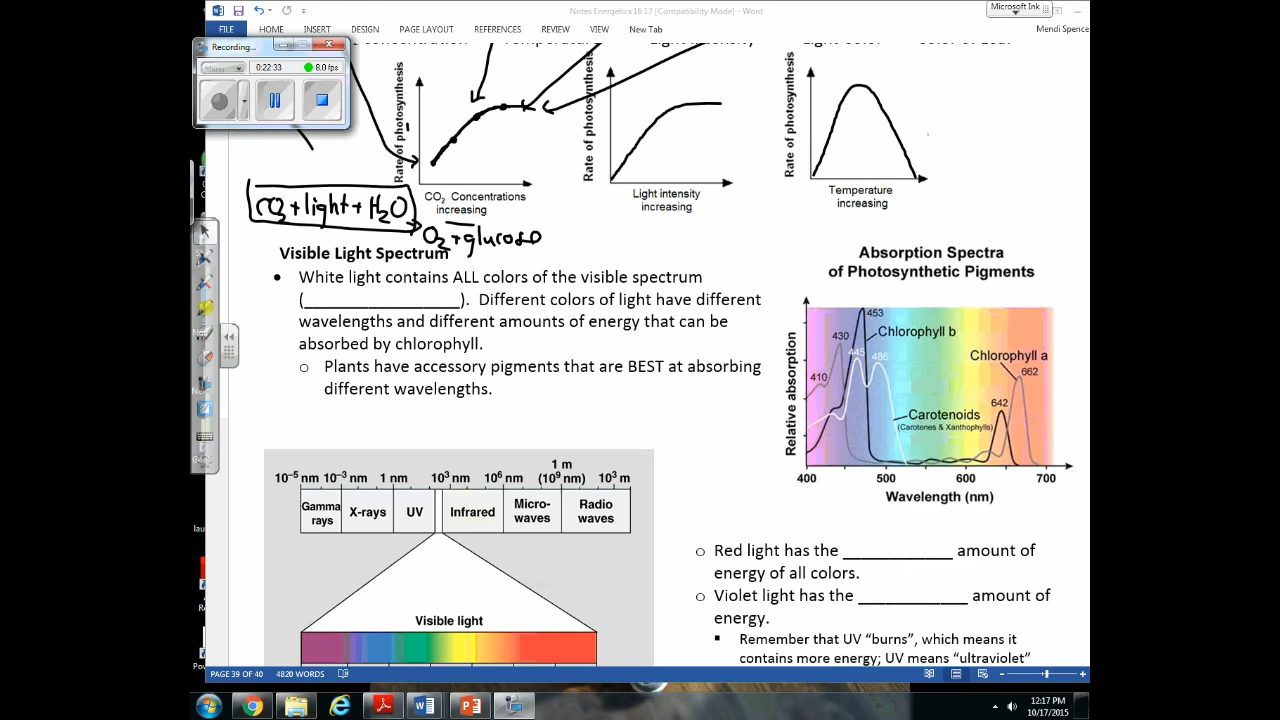 Notes Energetics 16 17 [Compatibility Mode] - Word
Microsoft Ink
FILE HOME INSERT DESIGN PAGE LAYOUT REFERENCES REVIEW VIEW New Tab
Mendi Spence
Recording...
0:22:33
8.0 fps
Light Intensity
Light Color
Rate of photosynthesis
CO2 Concentrations
increasing
Rate of photosynthesis
Light intensity
increasing
Rate of photosynthesis
Temperature
increasing
CO2 + light + H2O
O2 + glucose
Visible Light Spectrum
• White light contains ALL colors of the visible spectrum
(__________________). Different colors of light have different
wavelengths and different amounts of energy that can be
absorbed by chlorophyll.
o Plants have accessory pigments that are BEST at absorbing
different wavelengths.
Absorption Spectra
of Photosynthetic Pigments
Relative absorption
410
430
445
453
486
Chlorophyll b
Chlorophyll a
662
642
Carotenoids
(Carotenes & Xanthophylls)
400 500 600 700
Wavelength (nm)
10⁻⁵ nm 10⁻³ nm 1 nm 10³ nm 10⁶ nm 1 m (10⁹ nm) 10³ m
Gamma rays X-rays UV Infrared Micro-waves Radio waves
Visible light
o Red light has the _____________ amount of
energy of all colors.
o Violet light has the _____________ amount of
energy.
▪ Remember that UV “burns”, which means it
contains more energy; UV means “ultraviolet”
PAGE 39 OF 40 4820 WORDS
12:17 PM
10/17/2015